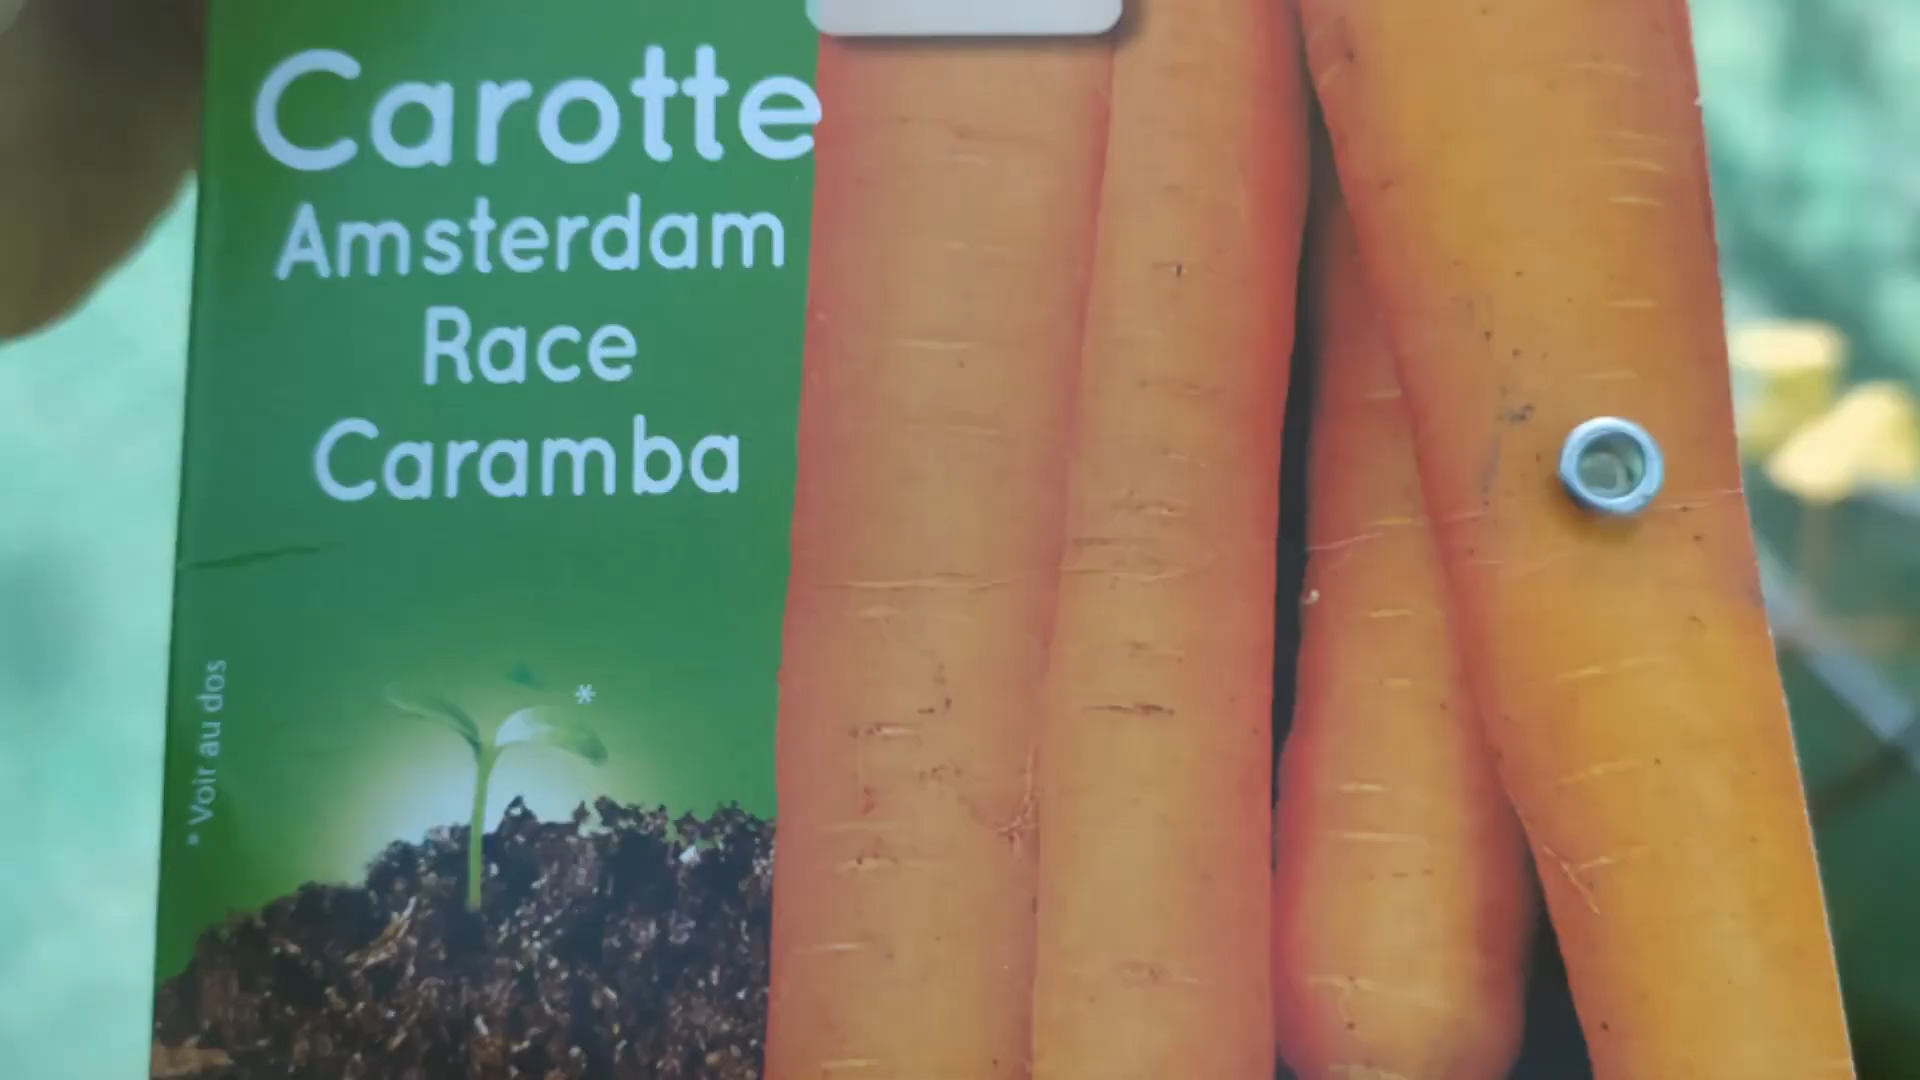 Carotte
Amsterdam
Race
Caramba
*
* Voir au dos